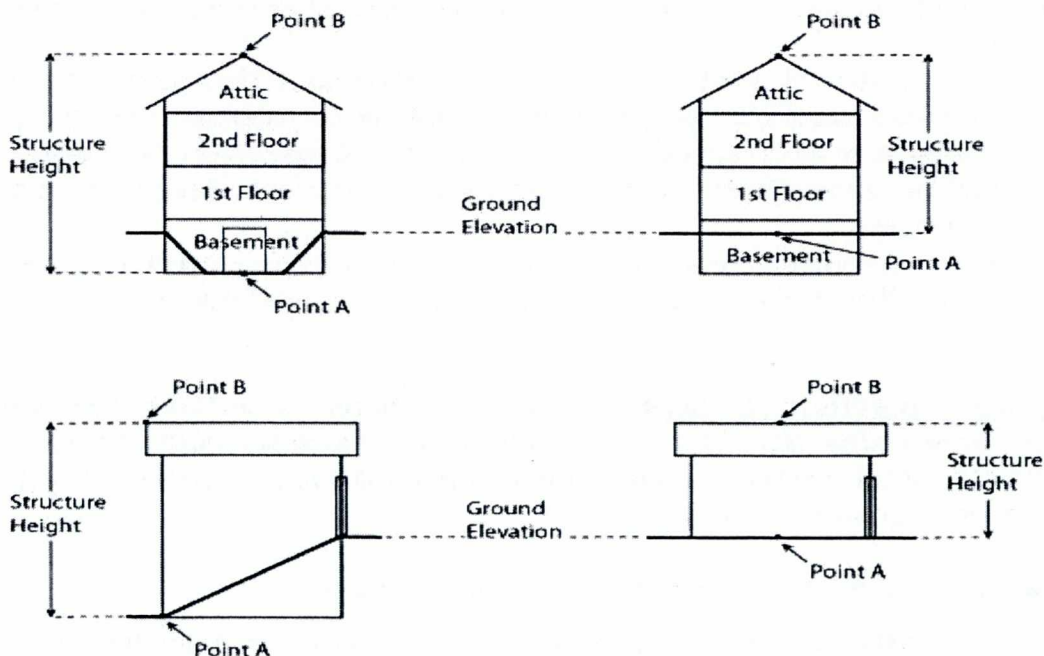 Point B
Attic
2nd Floor
1st Floor
Basement
Structure
Height
Point A
Ground
Elevation
Point B
Attic
2nd Floor
1st Floor
Basement
Structure
Height
Point A
Point B
Structure
Height
Point A
Ground
Elevation
Point B
Structure
Height
Point A